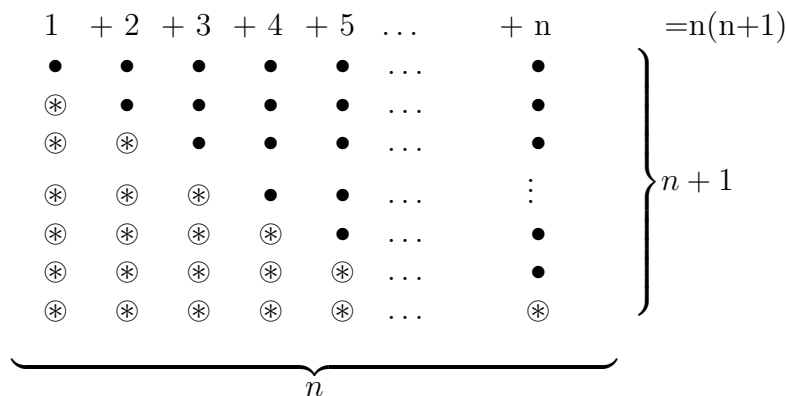 1 + 2 + 3 + 4 + 5 ... + n =n(n+1)
• • • • • ... •
⊛ • • • • ... •
⊛ ⊛ • • • ... •
⊛ ⊛ ⊛ • • ... ⋮
n + 1
⊛ ⊛ ⊛ ⊛ • ... •
⊛ ⊛ ⊛ ⊛ ⊛ ... •
⊛ ⊛ ⊛ ⊛ ⊛ ... ⊛
n